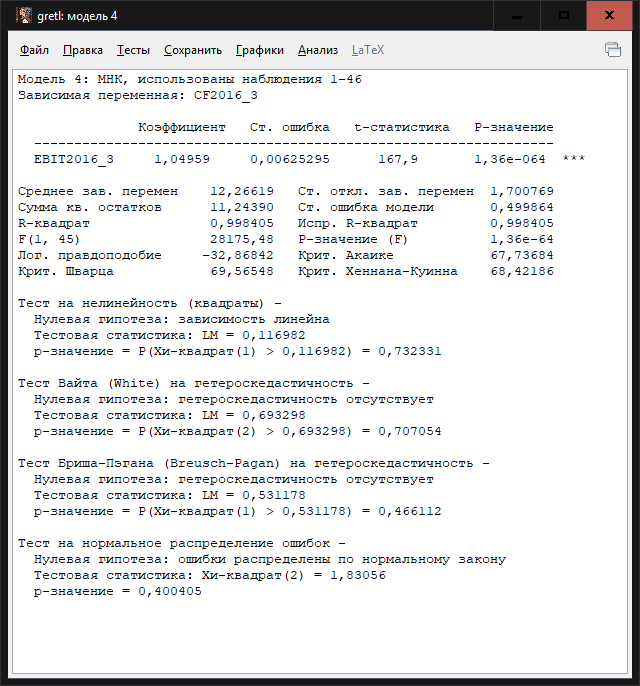 gretl: модель 4
Файл Правка Тесты Сохранить Графики Анализ LaTeX
Модель 4: МНК, использованы наблюдения 1-46
Зависимая переменная: CF2016_3
Коэффициент Ст. ошибка t-статистика P-значение
EBIT2016_3 1,04959 0,00625295 167,9 1,36e-064 ***
Среднее зав. перемен 12,26619 Ст. откл. зав. перемен 1,700769
Сумма кв. остатков 11,24390 Ст. ошибка модели 0,499864
R-квадрат 0,998405 Испр. R-квадрат 0,998405
F(1, 45) 28175,48 Р-значение (F) 1,36e-64
Лог. правдоподобие -32,86842 Крит. Акаике 67,73684
Крит. Шварца 69,56548 Крит. Хеннана-Куинна 68,42186
Тест на нелинейность (квадраты) -
Нулевая гипотеза: зависимость линейна
Тестовая статистика: LM = 0,116982
р-значение = P(Хи-квадрат(1) > 0,116982) = 0,732331
Тест Вайта (White) на гетероскедастичность -
Нулевая гипотеза: гетероскедастичность отсутствует
Тестовая статистика: LM = 0,693298
р-значение = P(Хи-квадрат(2) > 0,693298) = 0,707054
Тест Бриша-Пэгана (Breusch-Pagan) на гетероскедастичность -
Нулевая гипотеза: гетероскедастичность отсутствует
Тестовая статистика: LM = 0,531178
р-значение = P(Хи-квадрат(1) > 0,531178) = 0,466112
Тест на нормальное распределение ошибок -
Нулевая гипотеза: ошибки распределены по нормальному закону
Тестовая статистика: Хи-квадрат(2) = 1,83056
р-значение = 0,400405